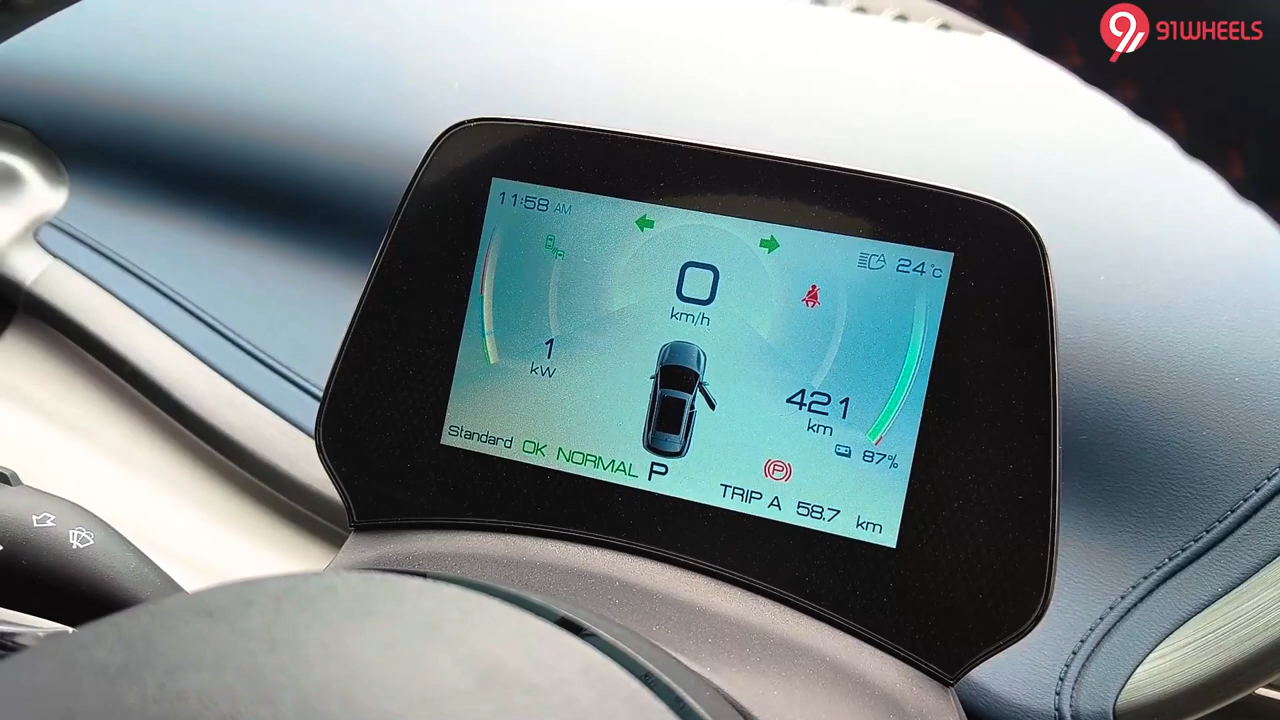 91WHEELS
11:58 AM
24°C
0
km/h
1
kW
421
km
87%
Standard OK NORMAL P
TRIP A 58.7 km